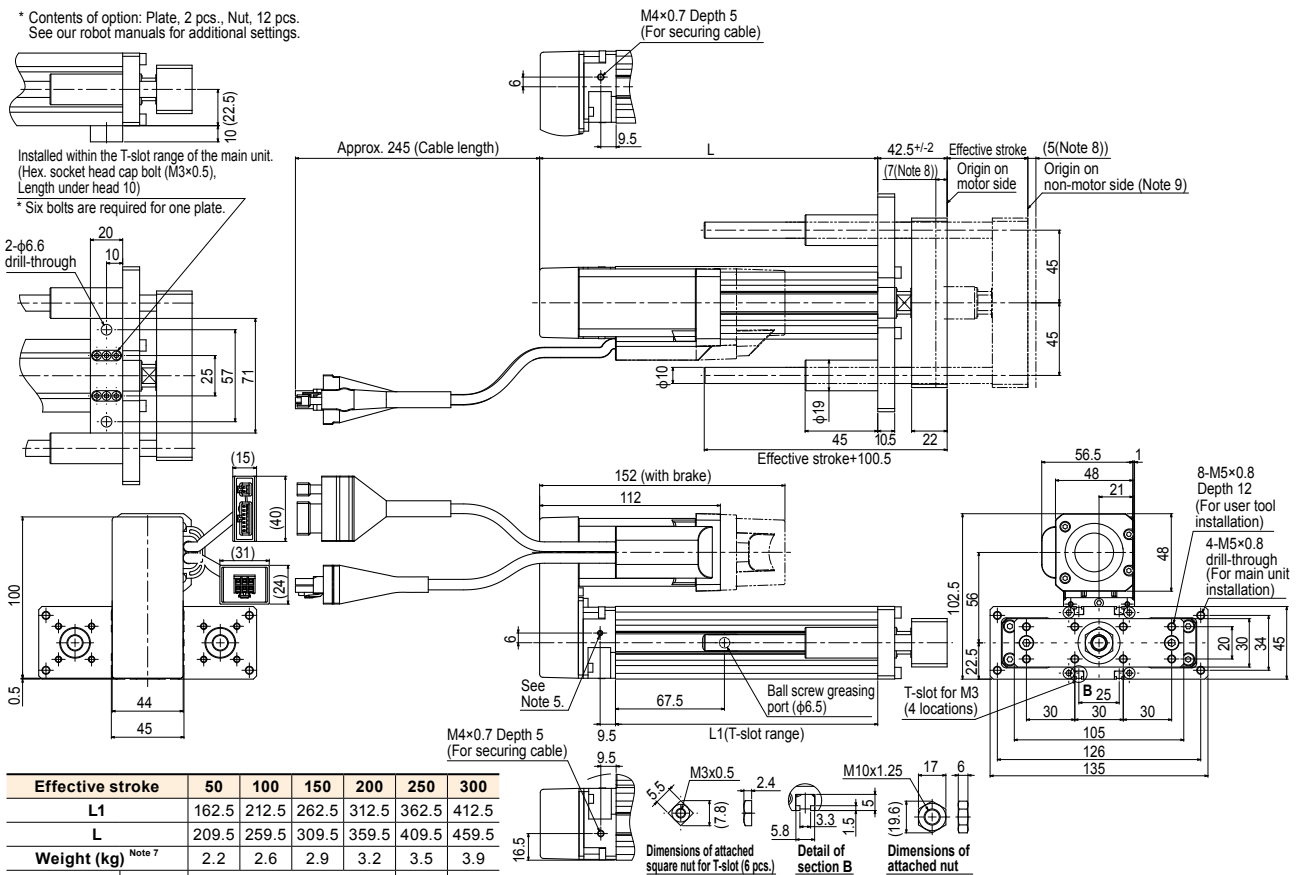 * Contents of option: Plate, 2 pcs., Nut, 12 pcs.
See our robot manuals for additional settings.
10 (22.5)
Installed within the T-slot range of the main unit.
(Hex. socket head cap bolt (M3×0.5),
Length under head 10)
* Six bolts are required for one plate.
2-ϕ6.6
drill-through
20
10
25
57
71
M4×0.7 Depth 5
(For securing cable)
6
9.5
Approx. 245 (Cable length)
L
42.5+/-2
Effective stroke
(5(Note 8))
(7(Note 8))
Origin on
motor side
Origin on
non-motor side (Note 9)
45
45
ϕ10
ϕ19
45
10.5
22
Effective stroke+100.5
(15)
(40)
(31)
(24)
100
0.5
44
45
152 (with brake)
112
6
See
Note 5.
67.5
Ball screw greasing
port (ϕ6.5)
9.5
L1(T-slot range)
56.5
1
48
21
8-M5×0.8
Depth 12
(For user tool
installation)
4-M5×0.8
drill-through
(For main unit
installation)
48
102.5
56
22.5
20
30
34
45
T-slot for M3
(4 locations)
B
25
30
30
30
105
126
135
M4×0.7 Depth 5
(For securing cable)
9.5
16.5
M3x0.5
5.5
(7.8)
2.4
Dimensions of attached
square nut for T-slot (6 pcs.)
5
3.3
1.5
5.8
Detail of
section B
M10×1.25
17
6
(19.6)
Dimensions of
attached nut
Effective stroke 50 100 150 200 250 300
L1 162.5 212.5 262.5 312.5 362.5 412.5
L 209.5 259.5 309.5 359.5 409.5 459.5
Weight (kg) Note 7 2.2 2.6 2.9 3.2 3.5 3.9